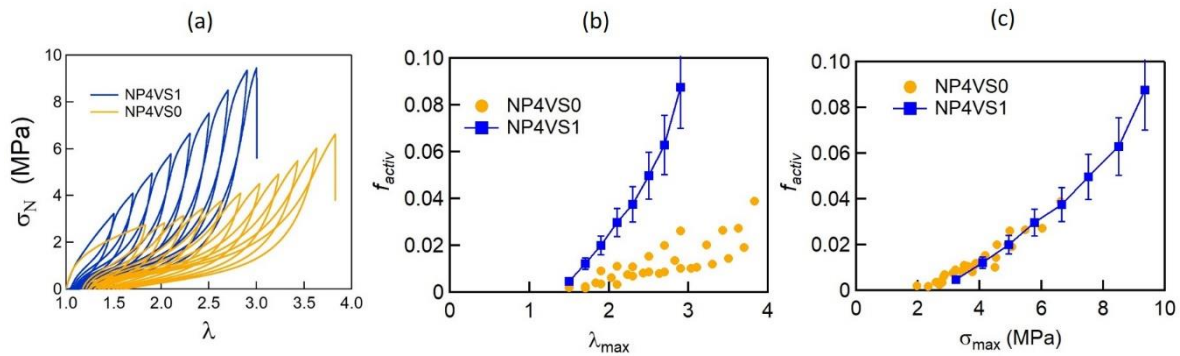 (a)
10
8
6
4
2
0
σN (MPa)
NP4VS1
NP4VS0
1.0 1.5 2.0 2.5 3.0 3.5 4.0
λ
(b)
0.10
0.08
0.06
0.04
0.02
0
factiv
NP4VS0
NP4VS1
0 1 2 3 4
λmax
(c)
0.10
0.08
0.06
0.04
0.02
0.00
factiv
NP4VS0
NP4VS1
0 2 4 6 8 10
σmax (MPa)